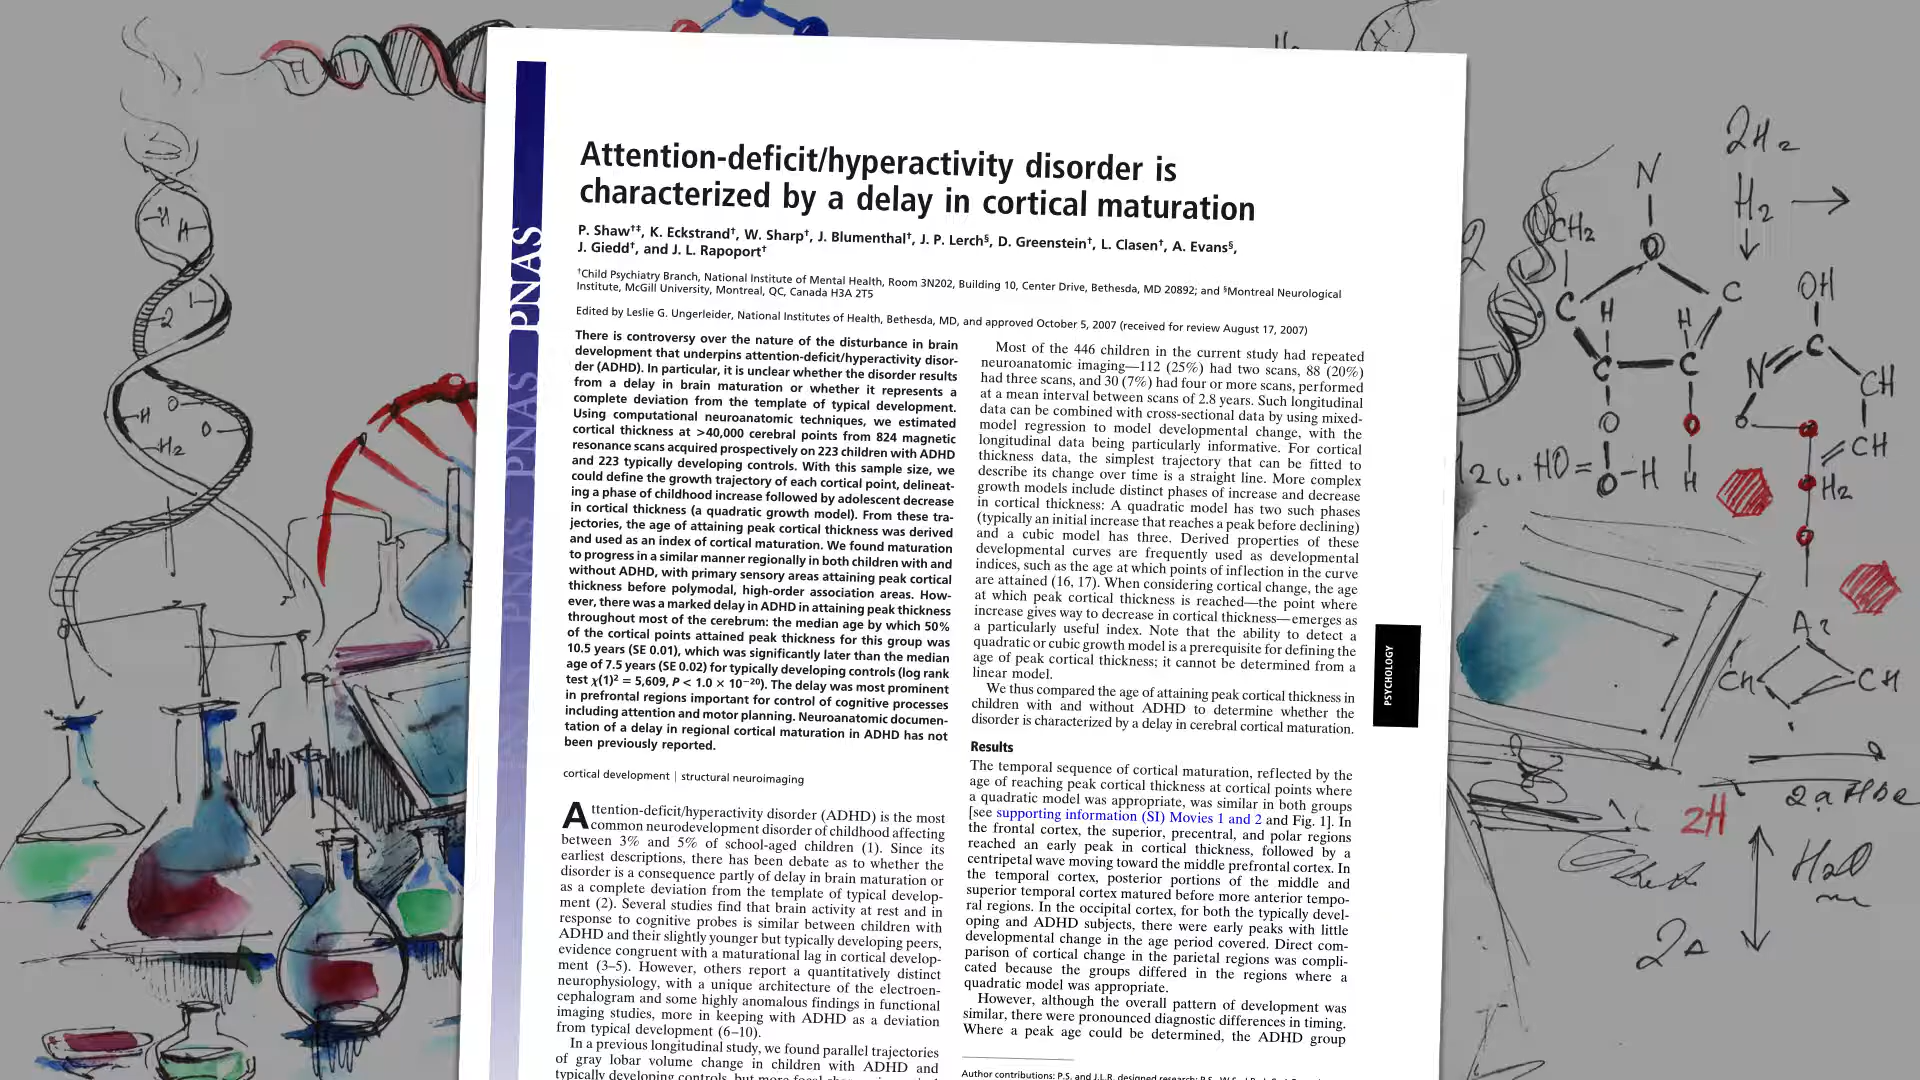 PNAS
PNAS
PNAS
PNAS
Attention-deficit/hyperactivity disorder is
characterized by a delay in cortical maturation
P. Shaw†‡, K. Eckstrand†, W. Sharp†, J. Blumenthal†, J. P. Lerch§, D. Greenstein†, L. Clasen†, A. Evans§,
J. Giedd†, and J. L. Rapoport†
†Child Psychiatry Branch, National Institute of Mental Health, Room 3N202, Building 10, Center Drive, Bethesda, MD 20892; and §Montreal Neurological
Institute, McGill University, Montreal, QC, Canada H3A 2T5
Edited by Leslie G. Ungerleider, National Institutes of Health, Bethesda, MD, and approved October 5, 2007 (received for review August 17, 2007)
There is controversy over the nature of the disturbance in brain
development that underpins attention-deficit/hyperactivity disor-
der (ADHD). In particular, it is unclear whether the disorder results
from a delay in brain maturation or whether it represents a
complete deviation from the template of typical development.
Using computational neuroanatomic techniques, we estimated
cortical thickness at >40,000 cerebral points from 824 magnetic
resonance scans acquired prospectively on 223 children with ADHD
and 223 typically developing controls. With this sample size, we
could define the growth trajectory of each cortical point, delineat-
ing a phase of childhood increase followed by adolescent decrease
in cortical thickness (a quadratic growth model). From these tra-
jectories, the age of attaining peak cortical thickness was derived
and used as an index of cortical maturation. We found maturation
to progress in a similar manner regionally in both children with and
without ADHD, with primary sensory areas attaining peak cortical
thickness before polymodal, high-order association areas. How-
ever, there was a marked delay in ADHD in attaining peak thickness
throughout most of the cerebrum: the median age by which 50%
of the cortical points attained peak thickness for this group was
10.5 years (SE 0.01), which was significantly later than the median
age of 7.5 years (SE 0.02) for typically developing controls (log rank
test χ(1)² = 5,609, P < 1.0 × 10⁻²⁰). The delay was most prominent
in prefrontal regions important for control of cognitive processes
including attention and motor planning. Neuroanatomic documen-
tation of a delay in regional cortical maturation in ADHD has not
been previously reported.
cortical development | structural neuroimaging
Attention-deficit/hyperactivity disorder (ADHD) is the most
common neurodevelopment disorder of childhood affecting
between 3% and 5% of school-aged children (1). Since its
earliest descriptions, there has been debate as to whether the
disorder is a consequence partly of delay in brain maturation or
as a complete deviation from the template of typical develop-
ment (2). Several studies find that brain activity at rest and in
response to cognitive probes is similar between children with
ADHD and their slightly younger but typically developing peers,
evidence congruent with a maturational lag in cortical develop-
ment (3–5). However, others report a quantitatively distinct
neurophysiology, with a unique architecture of the electroen-
cephalogram and some highly anomalous findings in functional
imaging studies, more in keeping with ADHD as a deviation
from typical development (6–10).
In a previous longitudinal study, we found parallel trajectories
of gray lobar volume change in children with ADHD and
typically developing controls, but more focal
Most of the 446 children in the current study had repeated
neuroanatomic imaging—112 (25%) had two scans, 88 (20%)
had three scans, and 30 (7%) had four or more scans, performed
at a mean interval between scans of 2.8 years. Such longitudinal
data can be combined with cross-sectional data by using mixed-
model regression to model developmental change, with the
longitudinal data being particularly informative. For cortical
thickness data, the simplest trajectory that can be fitted to
describe its change over time is a straight line. More complex
growth models include distinct phases of increase and decrease
in cortical thickness: A quadratic model has two such phases
(typically an initial increase that reaches a peak before declining)
and a cubic model has three. Derived properties of these
developmental curves are frequently used as developmental
indices, such as the age at which points of inflection in the curve
are attained (16, 17). When considering cortical change, the age
at which peak cortical thickness is reached—the point where
increase gives way to decrease in cortical thickness—emerges as
a particularly useful index. Note that the ability to detect a
quadratic or cubic growth model is a prerequisite for defining the
age of peak cortical thickness; it cannot be determined from a
linear model.
We thus compared the age of attaining peak cortical thickness in
children with and without ADHD to determine whether the
disorder is characterized by a delay in cerebral cortical maturation.
Results
The temporal sequence of cortical maturation, reflected by the
age of reaching peak cortical thickness at cortical points where
a quadratic model was appropriate, was similar in both groups
[see supporting information (SI) Movies 1 and 2 and Fig. 1]. In
the frontal cortex, the superior, precentral, and polar regions
reached an early peak in cortical thickness, followed by a
centripetal wave moving toward the middle prefrontal cortex. In
the temporal cortex, posterior portions of the middle and
superior temporal cortex matured before more anterior tempo-
ral regions. In the occipital cortex, for both the typically devel-
oping and ADHD subjects, there were early peaks with little
developmental change in the age period covered. Direct com-
parison of cortical change in the parietal regions was compli-
cated because the groups differed in the regions where a
quadratic model was appropriate.
However, although the overall pattern of development was
similar, there were pronounced diagnostic differences in timing.
Where a peak age could be determined, the ADHD group
Author contributions: P.S. and J.L.R. designed research;
PSYCHOLOGY
2H₂
H₂
N
O
CH₂
C
C
H
H
C
C
O
O
HO=
H
H
OH
C
N
CH
CH
H₂
CH
CH
2H
H₂O